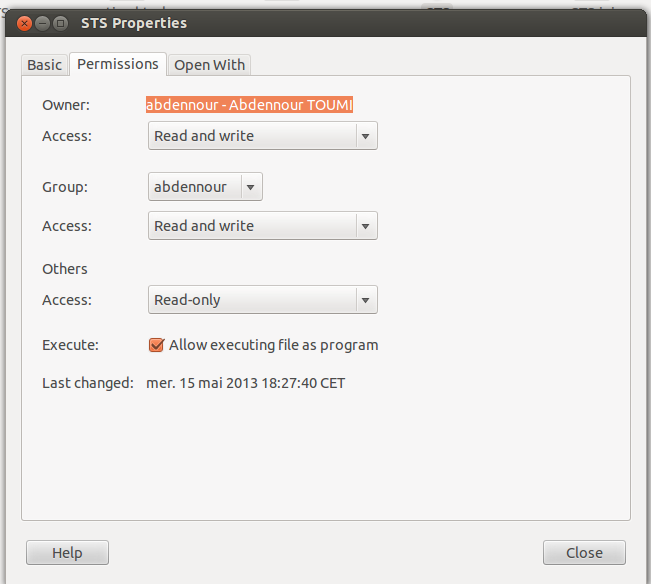 STS Properties
Basic Permissions Open With
Owner: abdennour - Abdennour TOUMI
Access: Read and write
Group: abdennour
Access: Read and write
Others
Access: Read-only
Execute: Allow executing file as program
Last changed: mer. 15 mai 2013 18:27:40 CET
Help Close